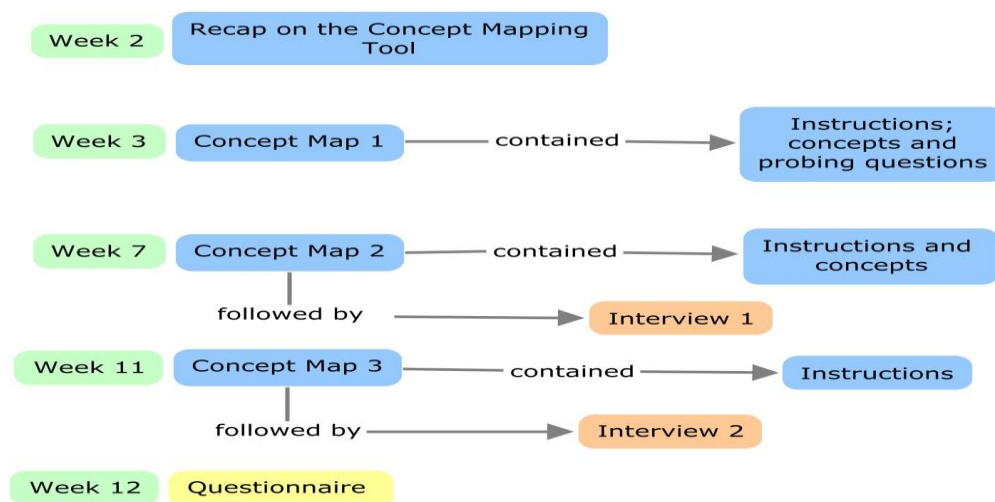 Week 2
Recap on the Concept Mapping
Tool
Week 3
Concept Map 1
contained
Instructions;
concepts and
probing questions
Week 7
Concept Map 2
contained
Instructions and
concepts
followed by
Interview 1
Week 11
Concept Map 3
contained
Instructions
followed by
Interview 2
Week 12
Questionnaire